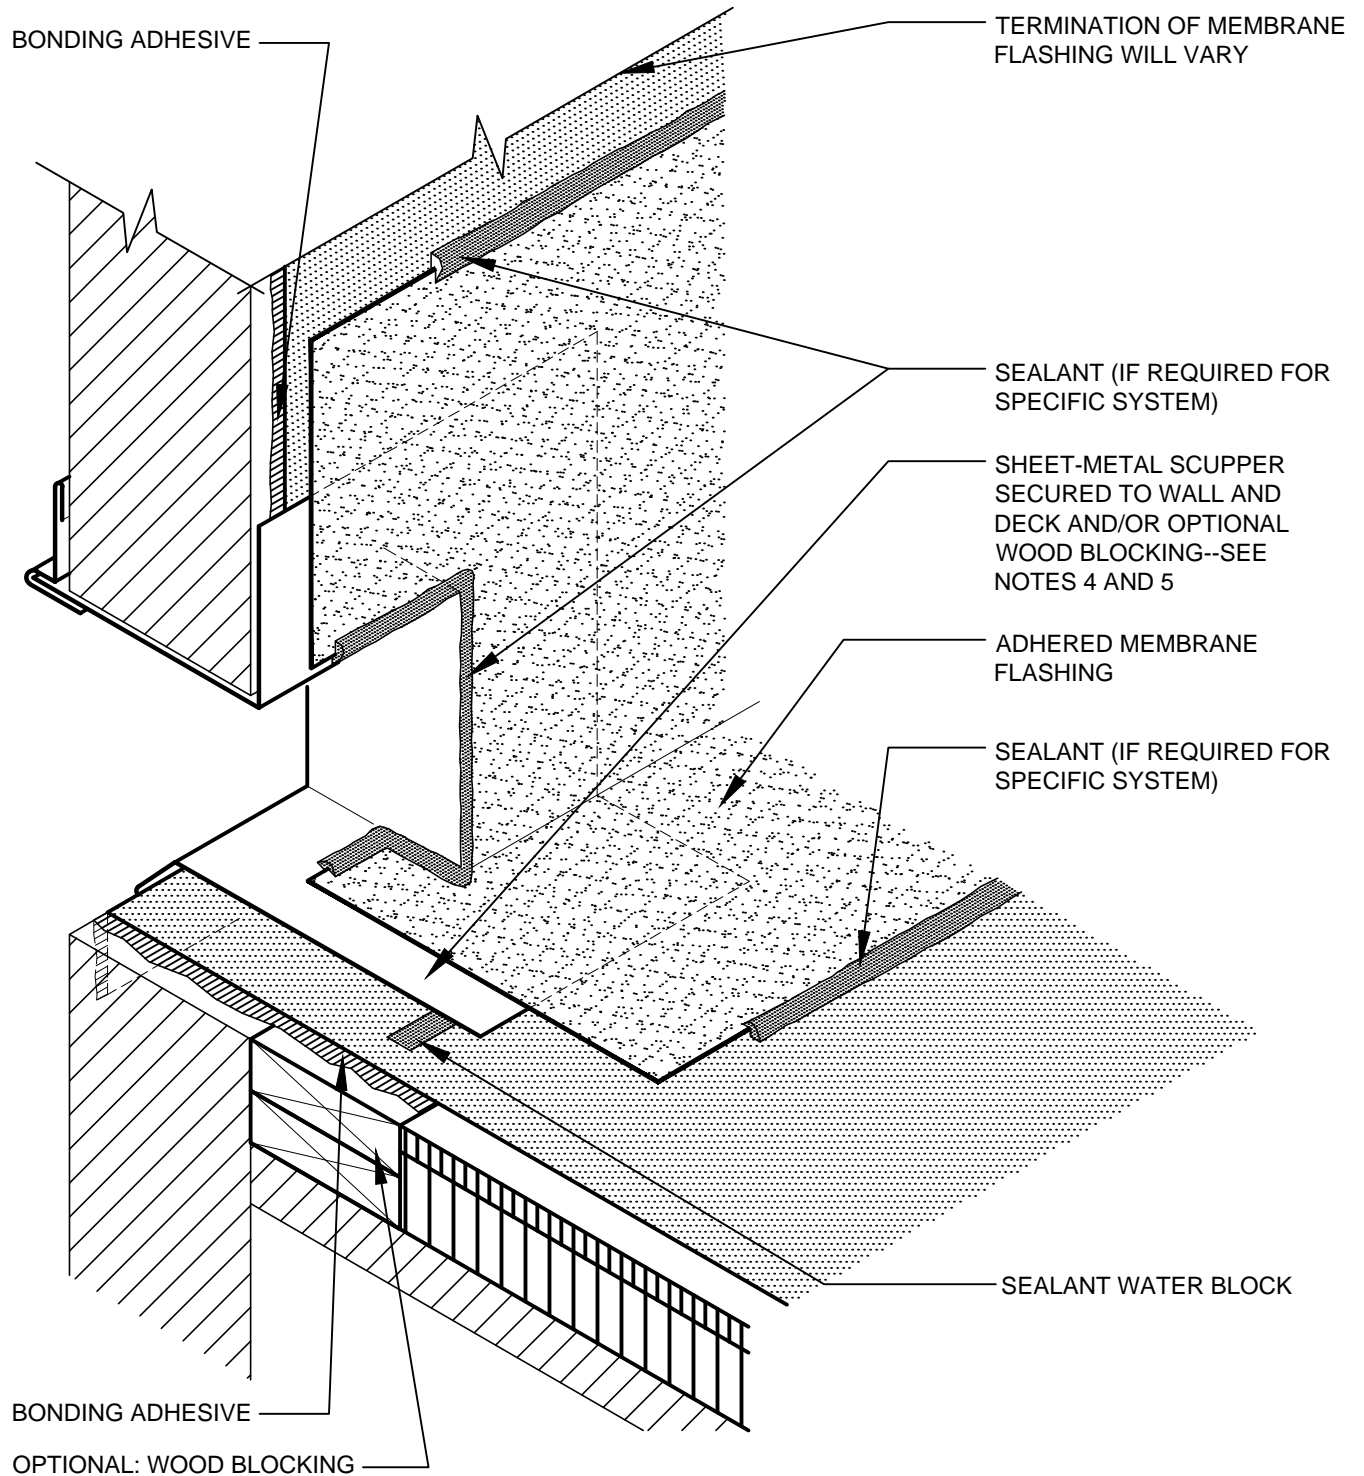 BONDING ADHESIVE
TERMINATION OF MEMBRANE
FLASHING WILL VARY
SEALANT (IF REQUIRED FOR
SPECIFIC SYSTEM)
SHEET-METAL SCUPPER
SECURED TO WALL AND
DECK AND/OR OPTIONAL
WOOD BLOCKING--SEE
NOTES 4 AND 5
ADHERED MEMBRANE
FLASHING
SEALANT (IF REQUIRED FOR
SPECIFIC SYSTEM)
SEALANT WATER BLOCK
BONDING ADHESIVE
OPTIONAL: WOOD BLOCKING